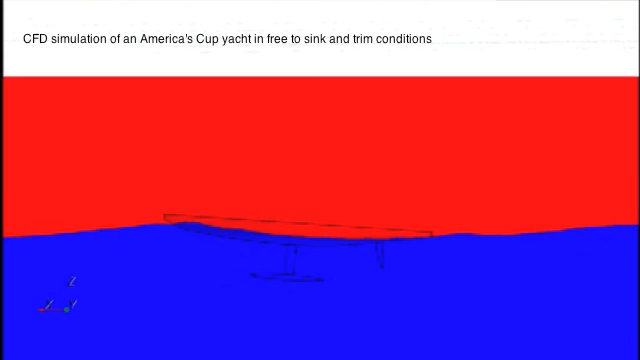 CFD simulation of an America's Cup yacht in free to sink and trim conditions
Z
X
Y